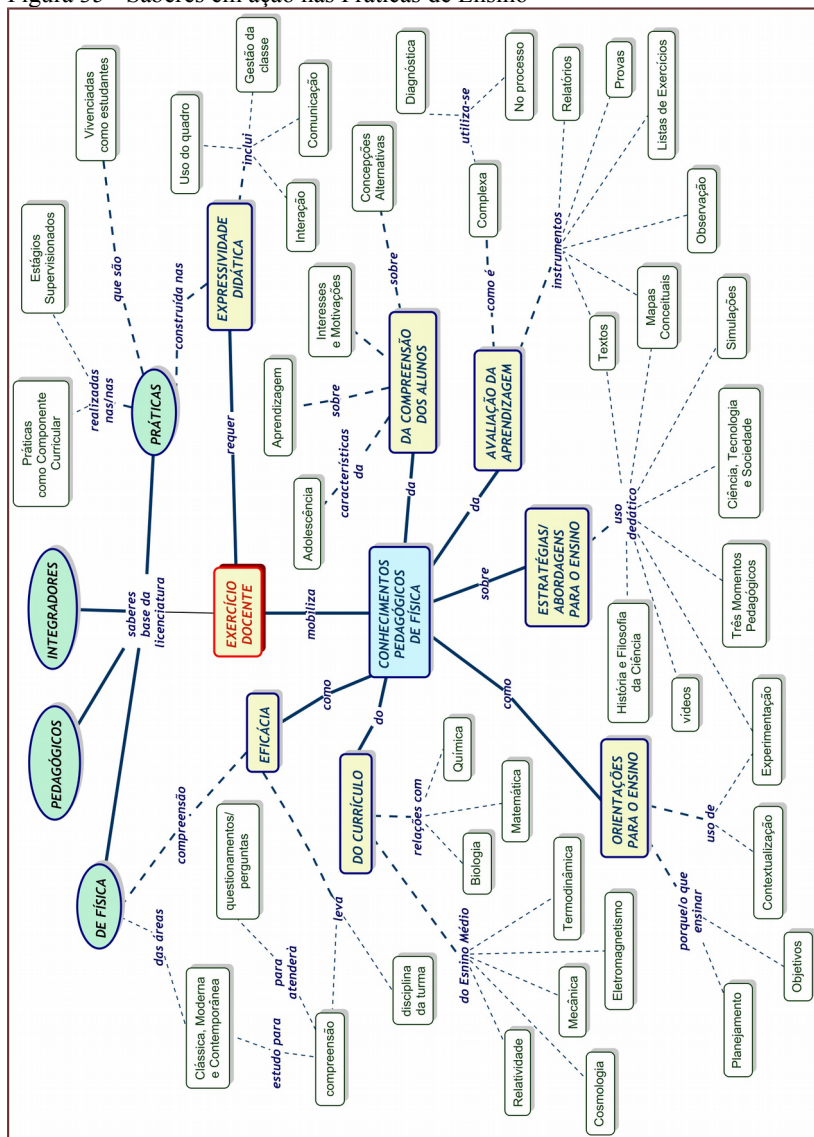 Figura – Saberes em ação nas Práticas de Ensino
DE FÍSICA
PEDAGÓGICOS
INTEGRADORES
saberes
base da
licenciatura
PRÁTICAS
realizadas
nas/nas
Práticas
como Componente
Curricular
Estágios
Supervisionados
que são
Vivenciadas
como estudantes
construída nas
EXPRESSIVIDADE
DIDÁTICA
inclui
Uso do quadro
Gestão da
classe
Interação
Comunicação
das áreas
Clássica, Moderna
e Contemporânea
estudo para
compreensão
para
atenderá
questionamentos/
perguntas
compreensão
EFICÁCIA
leva
disciplina
da turma
EXERCÍCIO
DOCENTE
requer
mobiliza
CONHECIMENTOS
PEDAGÓGICOS
DE FÍSICA
como
do
DO CURRÍCULO
relações com
Biologia
Matemática
Química
do Esnino Médio
Relatividade
Cosmologia
Mecânica
Eletromagnetismo
Termodinâmica
da
DA COMPREENSÃO
DOS ALUNOS
características
da
Adolescência
sobre
Aprendizagem
Interesses
e Motivações
sobre
Concepções
Alternativas
da
AVALIAÇÃO DA
APRENDIZAGEM
como é
Complexa
utiliza-se
Diagnóstica
No processo
instrumentos
Relatórios
Provas
Listas de Exercícios
Observação
Mapas
Conceituais
Textos
sobre
ESTRATÉGIAS/
ABORDAGENS
PARA O ENSINO
uso
dedático
História e Filosofia
da Ciência
vídeos
Três Momentos
Pedagógicos
Ciência, Tecnologia
e Sociedade
Simulações
como
ORIENTAÇÕES
PARA O ENSINO
uso de
Experimentação
Contextualização
porque/o que
ensinar
Planejamento
Objetivos